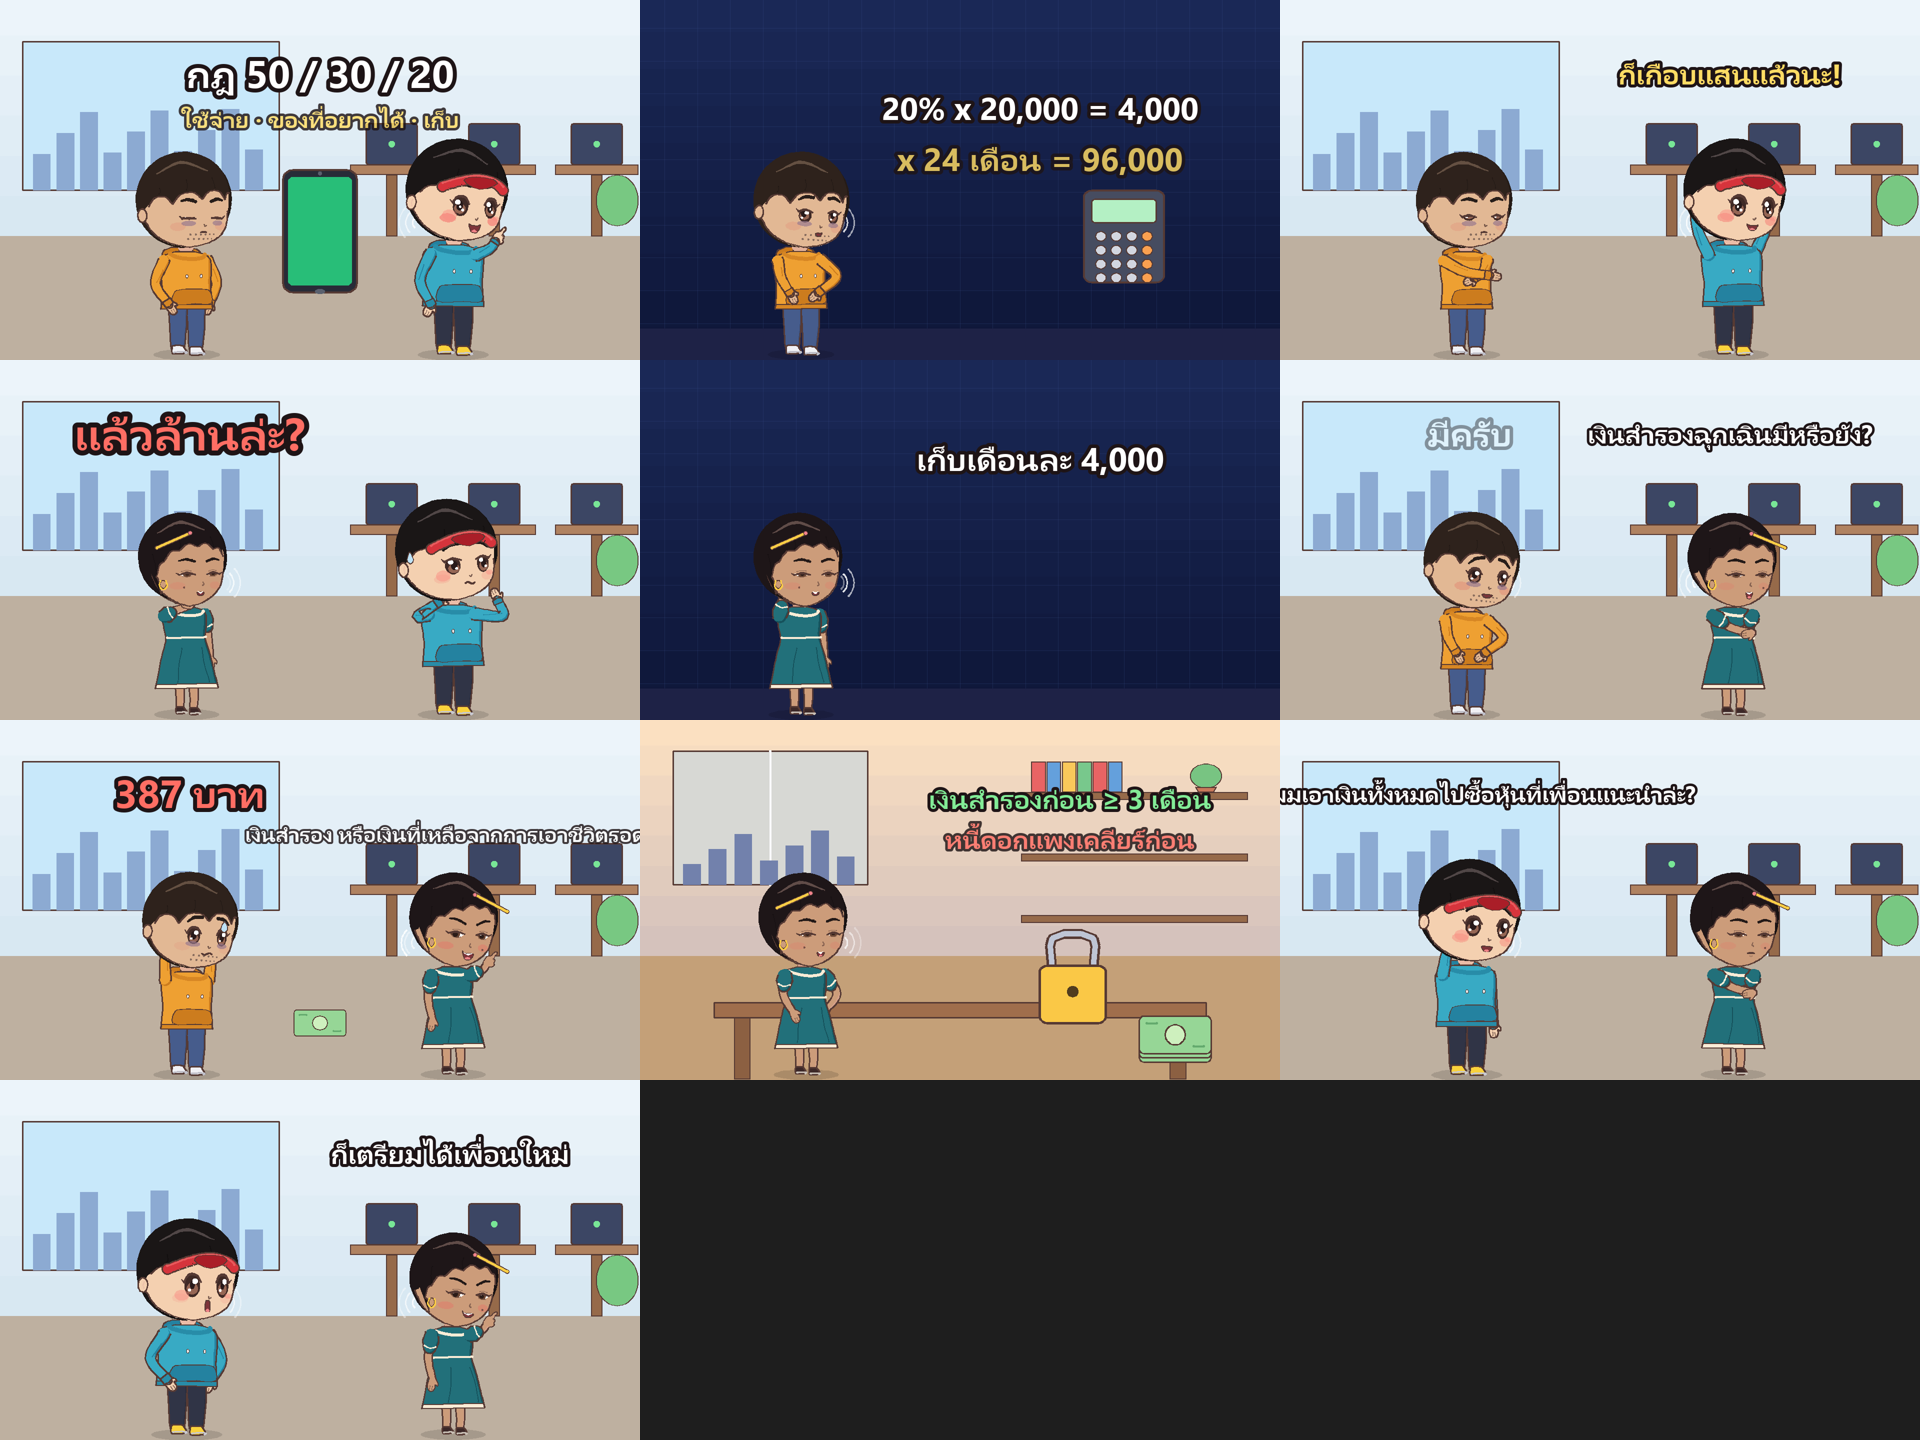 กฎ 50 / 30 / 20
ใช้จ่าย · ของที่อยากได้ · เก็บ
20% x 20,000 = 4,000
x 24 เดือน = 96,000
ก็เกือบแสนแล้วนะ!
แล้วล้านล่ะ?
เก็บเดือนละ 4,000
มีครับ
เงินสำรองฉุกเฉินมีหรือยัง?
387 บาท
เงินสำรอง หรือเงินที่เหลือจากการเอาชีวิตรอด
เงินสำรองก่อน ≥ 3 เดือน
หนี้ดอกแพงเคลียร์ก่อน
มเอาเงินทั้งหมดไปซื้อหุ้นที่เพื่อนแนะนำล่ะ?
ก็เตรียมได้เพื่อนใหม่